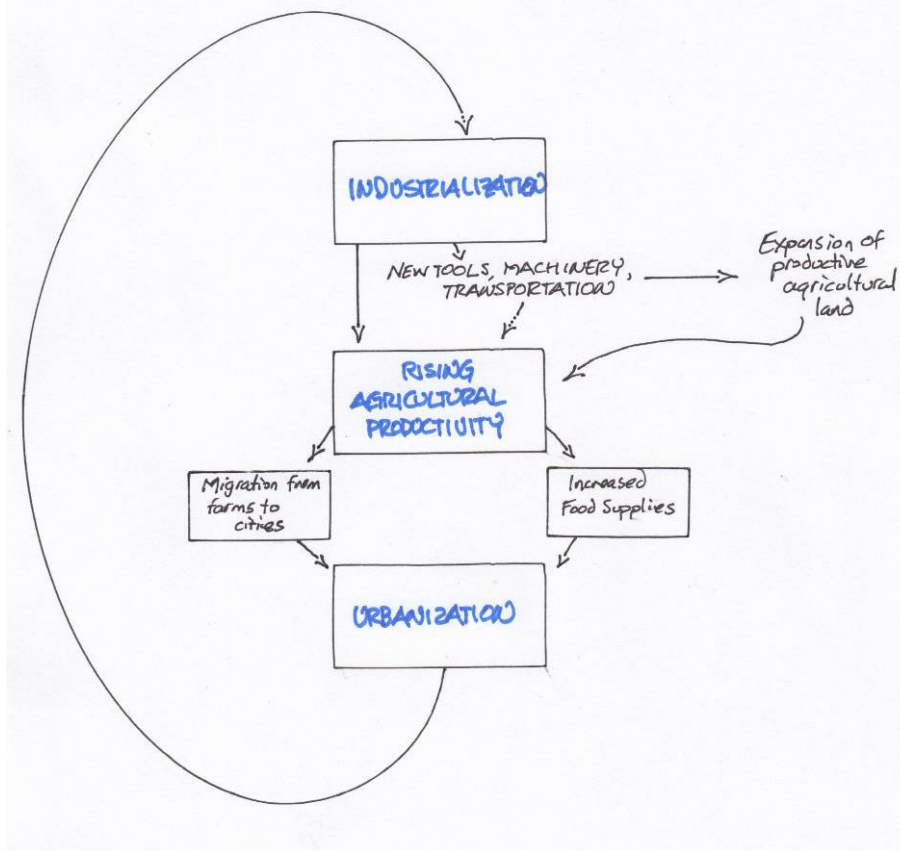 INDUSTRIALIZATION
NEW TOOLS, MACHINERY,
TRANSPORTATION
Expansion of
productive
agricultural
land
RISING
AGRICULTURAL
PRODUCTIVITY
Migration from
farms to
cities
Increased
Food Supplies
URBANIZATION